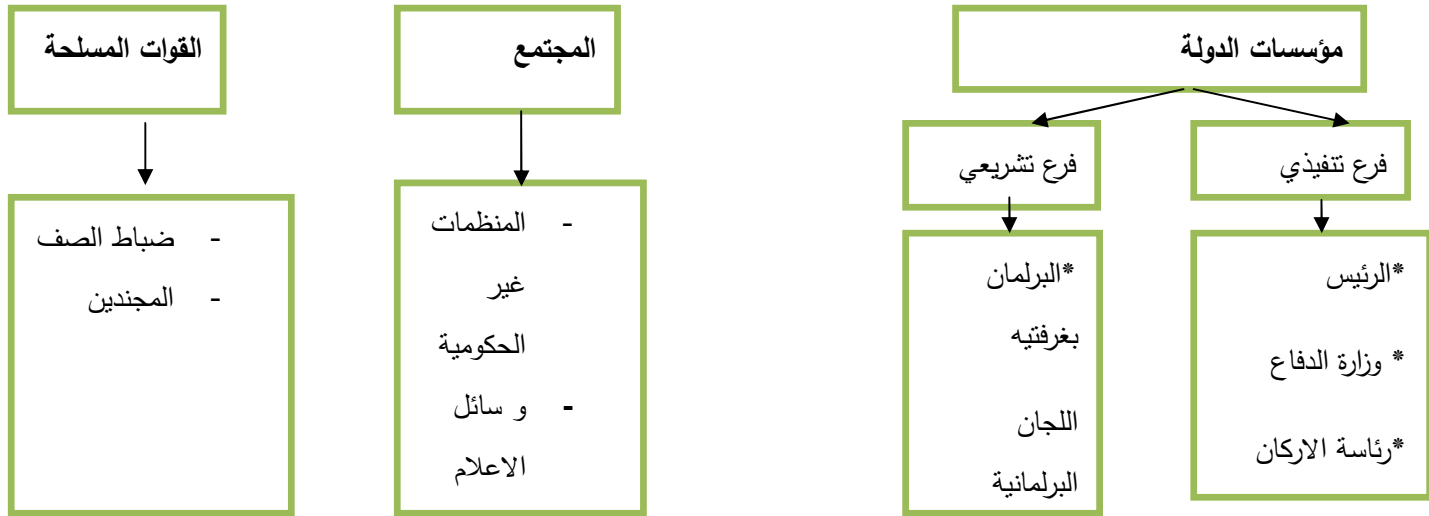 مؤسسات الدولة
فرع تنفيذي
*الرئيس
* وزارة الدفاع
*رئاسة الاركان
فرع تشريعي
*البرلمان
بغرفتيه
اللجان
البرلمانية
المجتمع
- المنظمات
غير
الحكومية
- و سائل
الاعلام
القوات المسلحة
- ضباط الصف
- المجندين